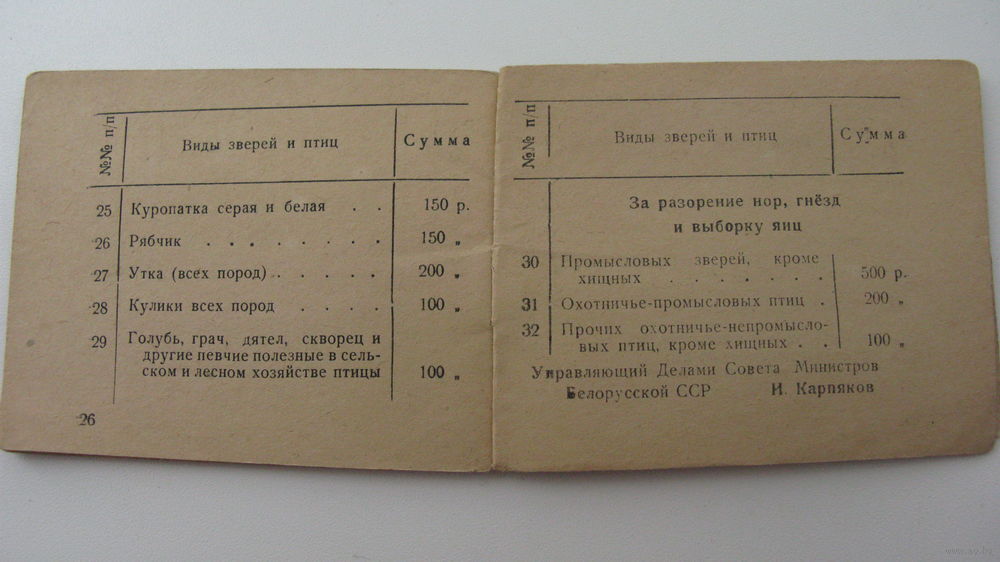 №№ п/п
Виды зверей и птиц
Сумма
25 Куропатка серая и белая . . 150 р.
26 Рябчик . . . . . . . 150 „
27 Утка (всех пород) . . . . . 200 „
28 Кулики всех пород . . . . 100 „
29 Голубь, грач, дятел, скворец и
другие певчие полезные в сель-
ском и лесном хозяйстве птицы 100 „
26
№№ п/п
Виды зверей и птиц
Сумма
За разорение нор, гнёзд
и выборку яиц
30 Промысловых зверей, кроме
хищных . . . . . . . 500 р.
31 Охотничье-промысловых птиц . 200 „
32 Прочих охотничье-непромысло-
вых птиц, кроме хищных . . 100 „
Управляющий Делами Совета Министров
Белорусской ССР И. Карпяков